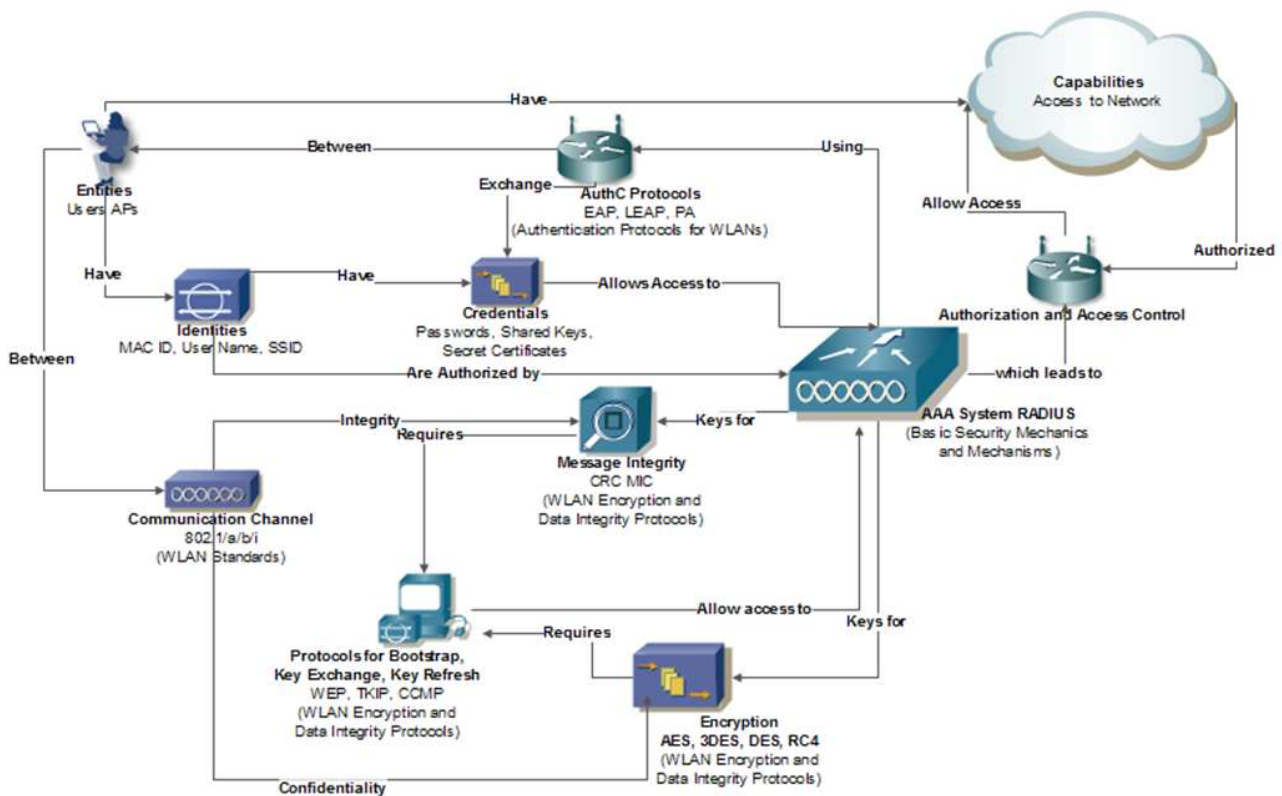 Capabilities
Access to Network
Have
Between
Using
Exchange
Entities
Users APs
AuthC Protocols
EAP, LEAP, PA
(Authentication Protocols for WLANs)
Allow Access
Authorized
Have
Have
Allows Access to
Identities
MAC ID, User Name, SSID
Credentials
Passwords, Shared Keys,
Secret Certificates
Authorization and Access Control
Between
Are Authorized by
which leads to
AAA System RADIUS
(Basic Security Mechanics
and Mechanisms)
Integrity
Requires
Keys for
Message Integrity
CRC MIC
(WLAN Encryption and
Data Integrity Protocols)
Communication Channel
802.1/a/b/i
(WLAN Standards)
Allow access to
Keys for
Requires
Protocols for Bootstrap,
Key Exchange, Key Refresh
WEP, TKIP, CCMP
(WLAN Encryption and
Data Integrity Protocols)
Encryption
AES, 3DES, DES, RC4
(WLAN Encryption and
Data Integrity Protocols)
Confidentiality